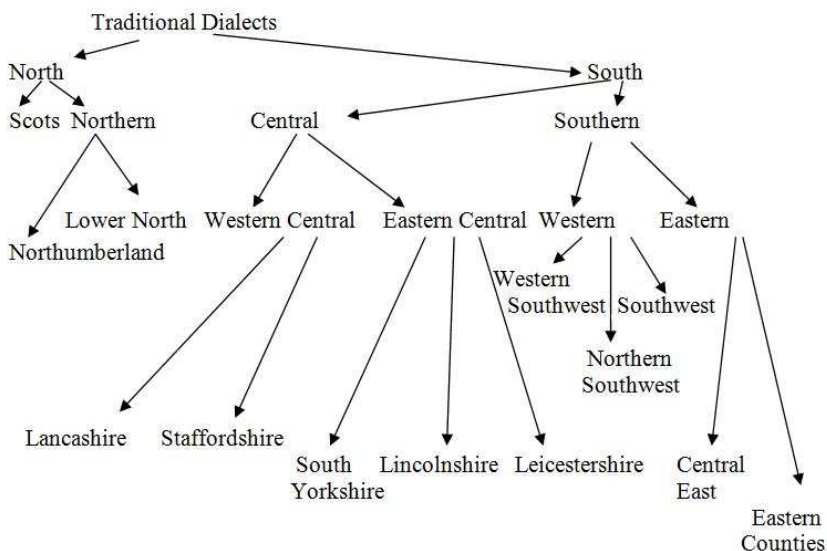 Traditional Dialects
North
South
Scots
Northern
Central
Southern
Lower North
Western Central
Eastern Central
Western
Eastern
Northumberland
Western
Southwest
Southwest
Northern
Southwest
Lancashire
Staffordshire
South
Yorkshire
Lincolnshire
Leicestershire
Central
East
Eastern
Counties